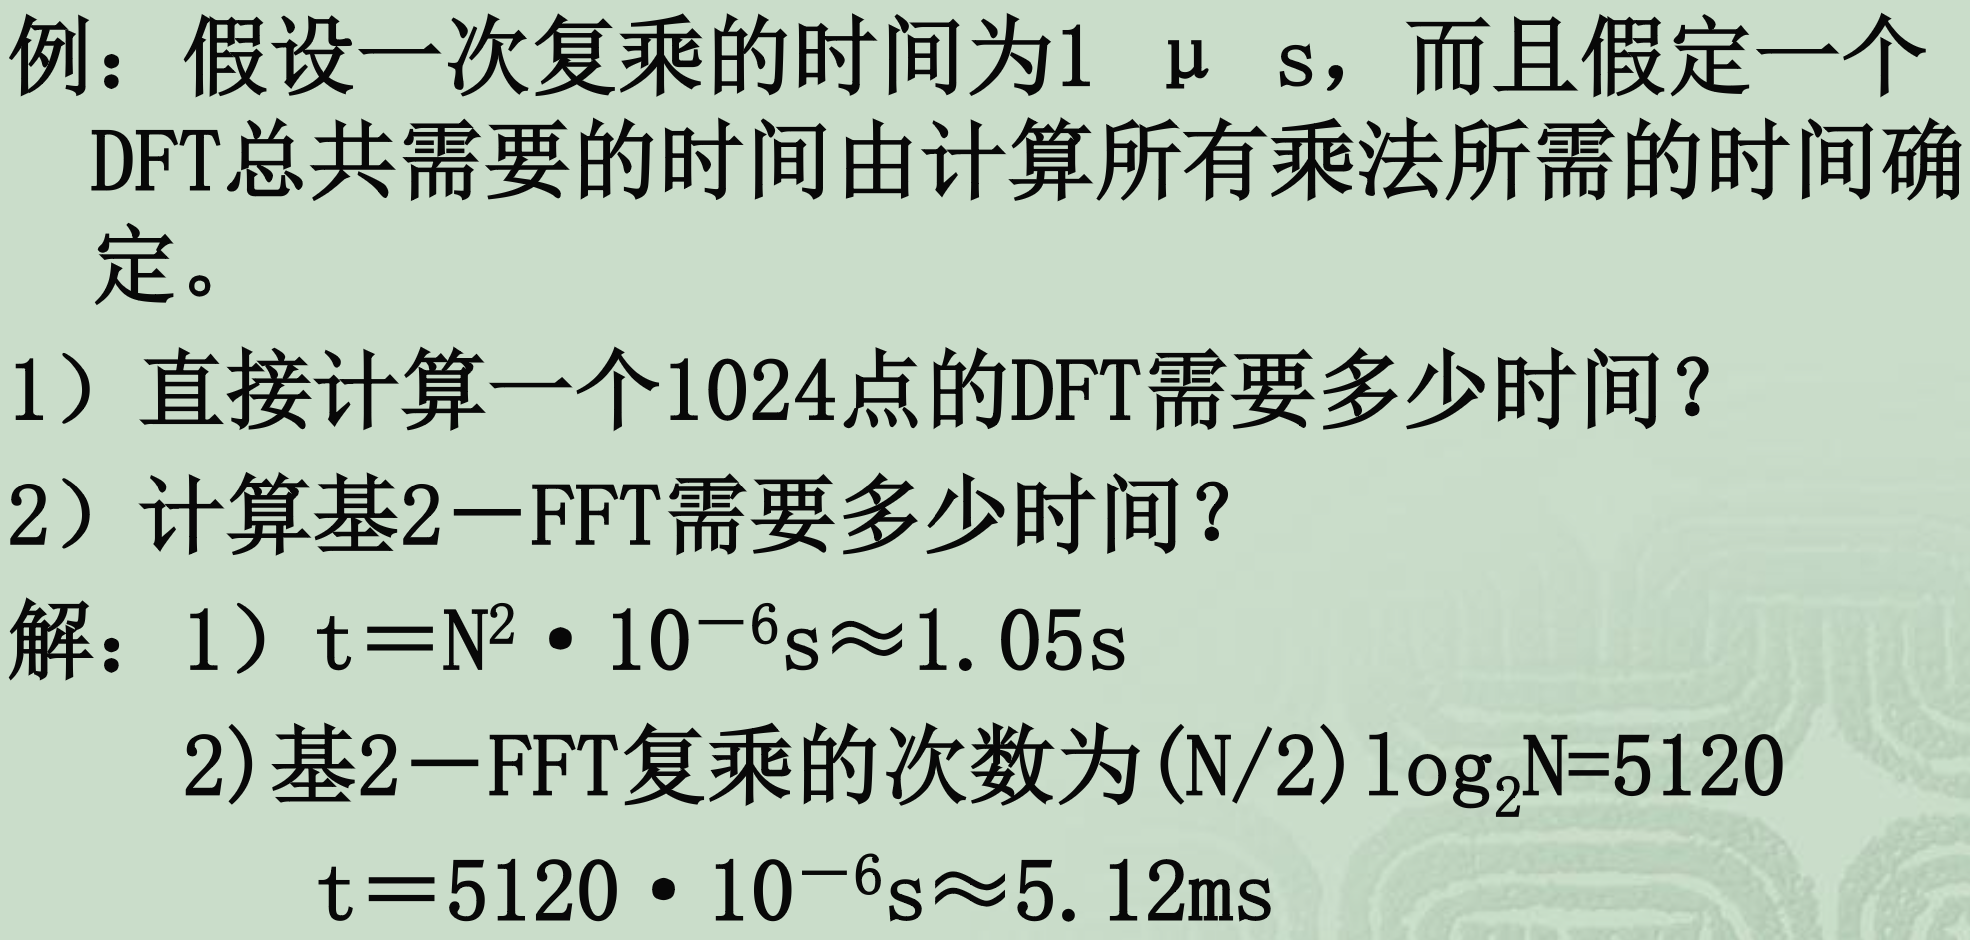 例：假设一次复乘的时间为1 μ s，而且假定一个
DFT总共需要的时间由计算所有乘法所需的时间确
定。
1）直接计算一个1024点的DFT需要多少时间？
2）计算基2－FFT需要多少时间？
解：1）t＝N²·10⁻⁶s≈1.05s
2)基2－FFT复乘的次数为(N/2)log₂N=5120
t＝5120·10⁻⁶s≈5.12ms